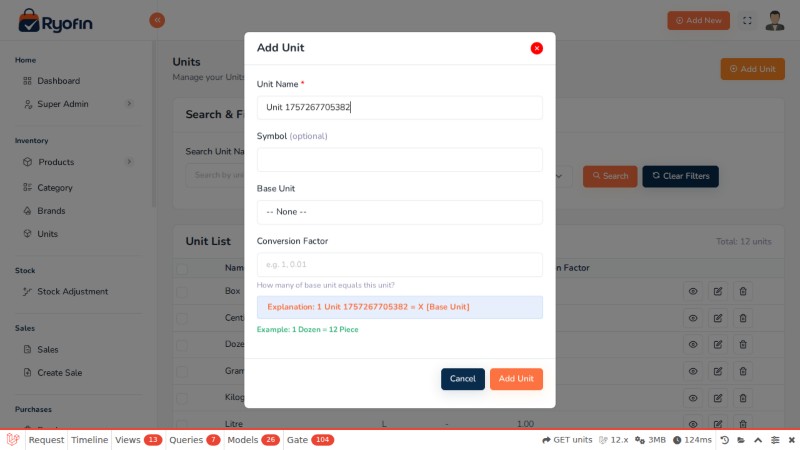 Ryofin
Add New
Home
Dashboard
Super Admin
Inventory
Products
Category
Brands
Units
Stock
Stock Adjustment
Sales
Sales
Create Sale
Purchases
Units
Manage your Units
Add Unit
Search & Fi
Search Unit Na
Search by uni
Search
Clear Filters
Unit List
Total: 12 units
Nam
n Factor
Box
Cent
Doze
Gram
Kilog
Litre L - 1.00
Add Unit
Unit Name *
Unit 1757267705382
Symbol (optional)
Base Unit
-- None --
Conversion Factor
e.g. 1, 0.01
How many of base unit equals this unit?
Explanation: 1 Unit 1757267705382 = X [Base Unit]
Example: 1 Dozen = 12 Piece
Cancel
Add Unit
Request Timeline Views 13 Queries 7 Models 26 Gate 104 GET units 12.x 3MB 124ms